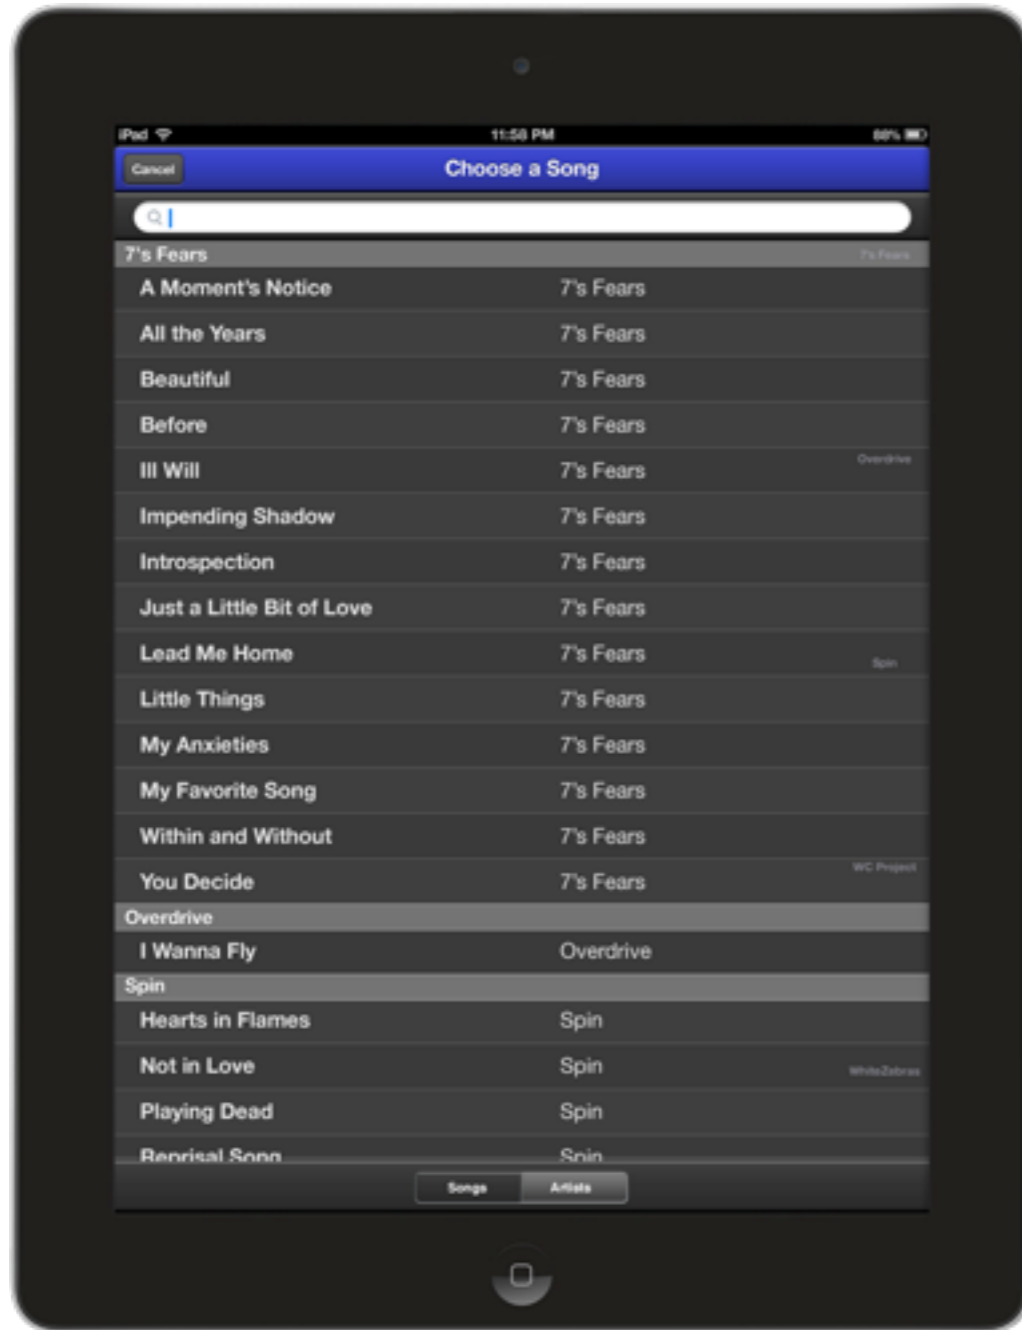 iPad 11:58 PM 88%
Cancel Choose a Song
7's Fears 7's Fears
A Moment's Notice 7's Fears
All the Years 7's Fears
Beautiful 7's Fears
Before 7's Fears
Overdrive
Ill Will 7's Fears
Impending Shadow 7's Fears
Introspection 7's Fears
Just a Little Bit of Love 7's Fears
Lead Me Home 7's Fears
Spin
Little Things 7's Fears
My Anxieties 7's Fears
My Favorite Song 7's Fears
Within and Without 7's Fears
WC Project
You Decide 7's Fears
Overdrive
I Wanna Fly Overdrive
Spin
Hearts in Flames Spin
Not in Love Spin
WhiteZebras
Playing Dead Spin
Reprisal Song Spin
Songs Artists